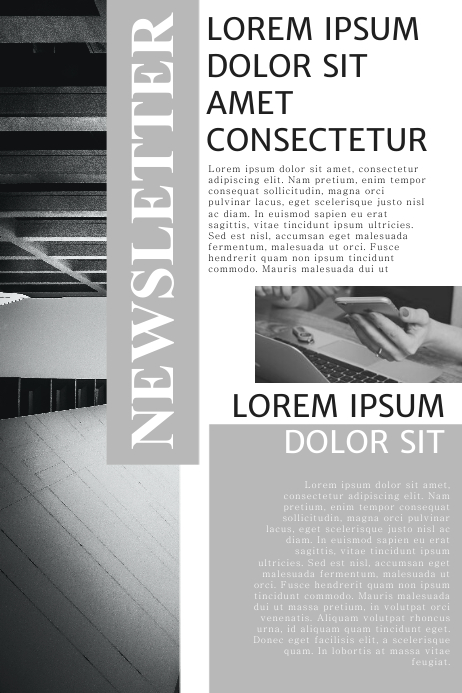 NEWSLETTER
LOREM IPSUM
DOLOR SIT
AMET
CONSECTETUR
Lorem ipsum dolor sit amet, consectetur
adipiscing elit. Nam pretium, enim tempor
consequat sollicitudin, magna orci
pulvinar lacus, eget scelerisque justo nisl
ac diam. In euismod sapien eu erat
sagittis, vitae tincidunt ipsum ultricies.
Sed est nisl, accumsan eget malesuada
fermentum, malesuada ut orci. Fusce
hendrerit quam non ipsum tincidunt
commodo. Mauris malesuada dui ut
LOREM IPSUM
DOLOR SIT
Lorem ipsum dolor sit amet,
consectetur adipiscing elit. Nam
pretium, enim tempor consequat
sollicitudin, magna orci pulvinar
lacus, eget scelerisque justo nisl ac
diam. In euismod sapien eu erat
sagittis, vitae tincidunt ipsum
ultricies. Sed est nisl, accumsan eget
malesuada fermentum, malesuada ut
orci. Fusce hendrerit quam non ipsum
tincidunt commodo. Mauris malesuada
dui ut massa pretium, in volutpat orci
venenatis. Aliquam volutpat rhoncus
urna, id aliquam quam tincidunt eget.
Donec eget facilisis elit, a scelerisque
quam. In lobortis at massa vitae
feugiat.